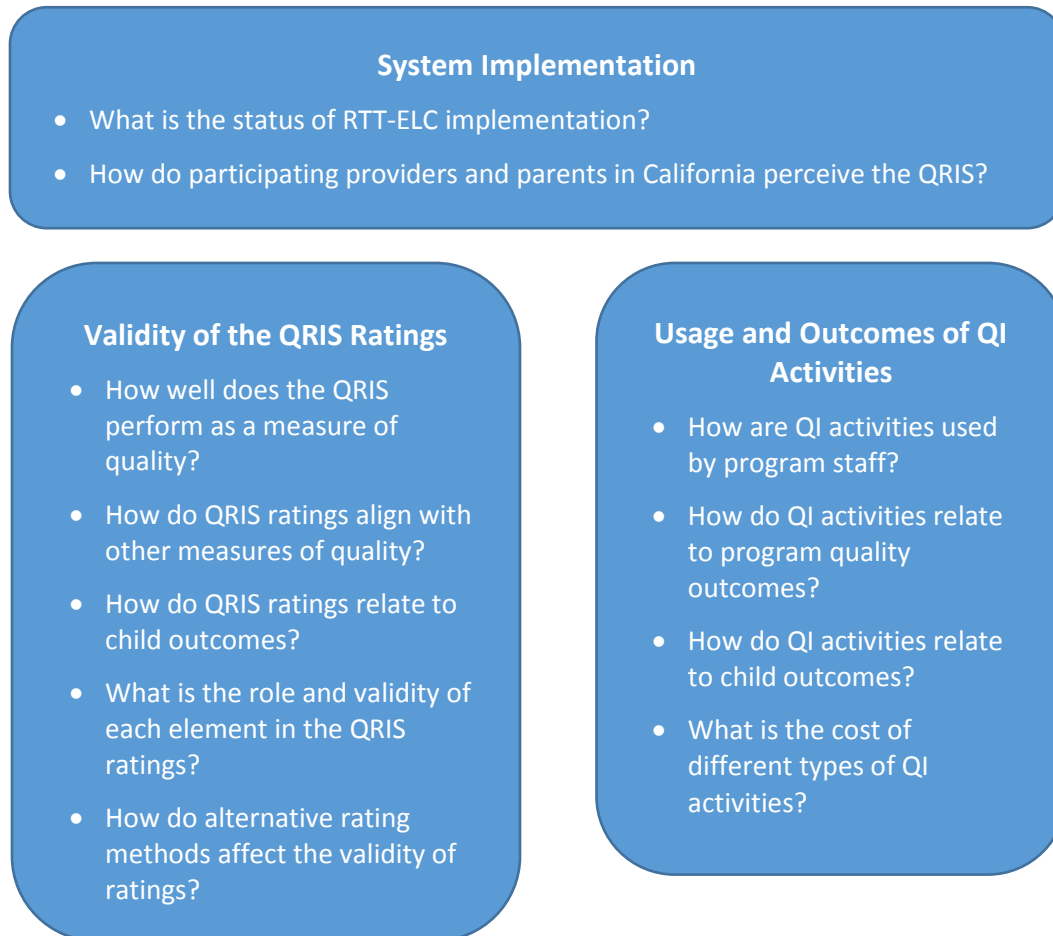 System Implementation
• What is the status of RTT-ELC implementation?
• How do participating providers and parents in California perceive the QRIS?
Validity of the QRIS Ratings
• How well does the QRIS
perform as a measure of
quality?
• How do QRIS ratings align with
other measures of quality?
• How do QRIS ratings relate to
child outcomes?
• What is the role and validity of
each element in the QRIS
ratings?
• How do alternative rating
methods affect the validity of
ratings?
Usage and Outcomes of QI
Activities
• How are QI activities used
by program staff?
• How do QI activities relate
to program quality
outcomes?
• How do QI activities relate
to child outcomes?
• What is the cost of
different types of QI
activities?